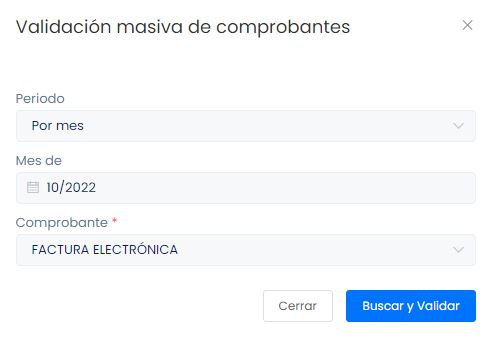 Validación masiva de comprobantes
Periodo
Por mes
Mes de
10/2022
Comprobante *
FACTURA ELECTRÓNICA
Cerrar
Buscar y Validar